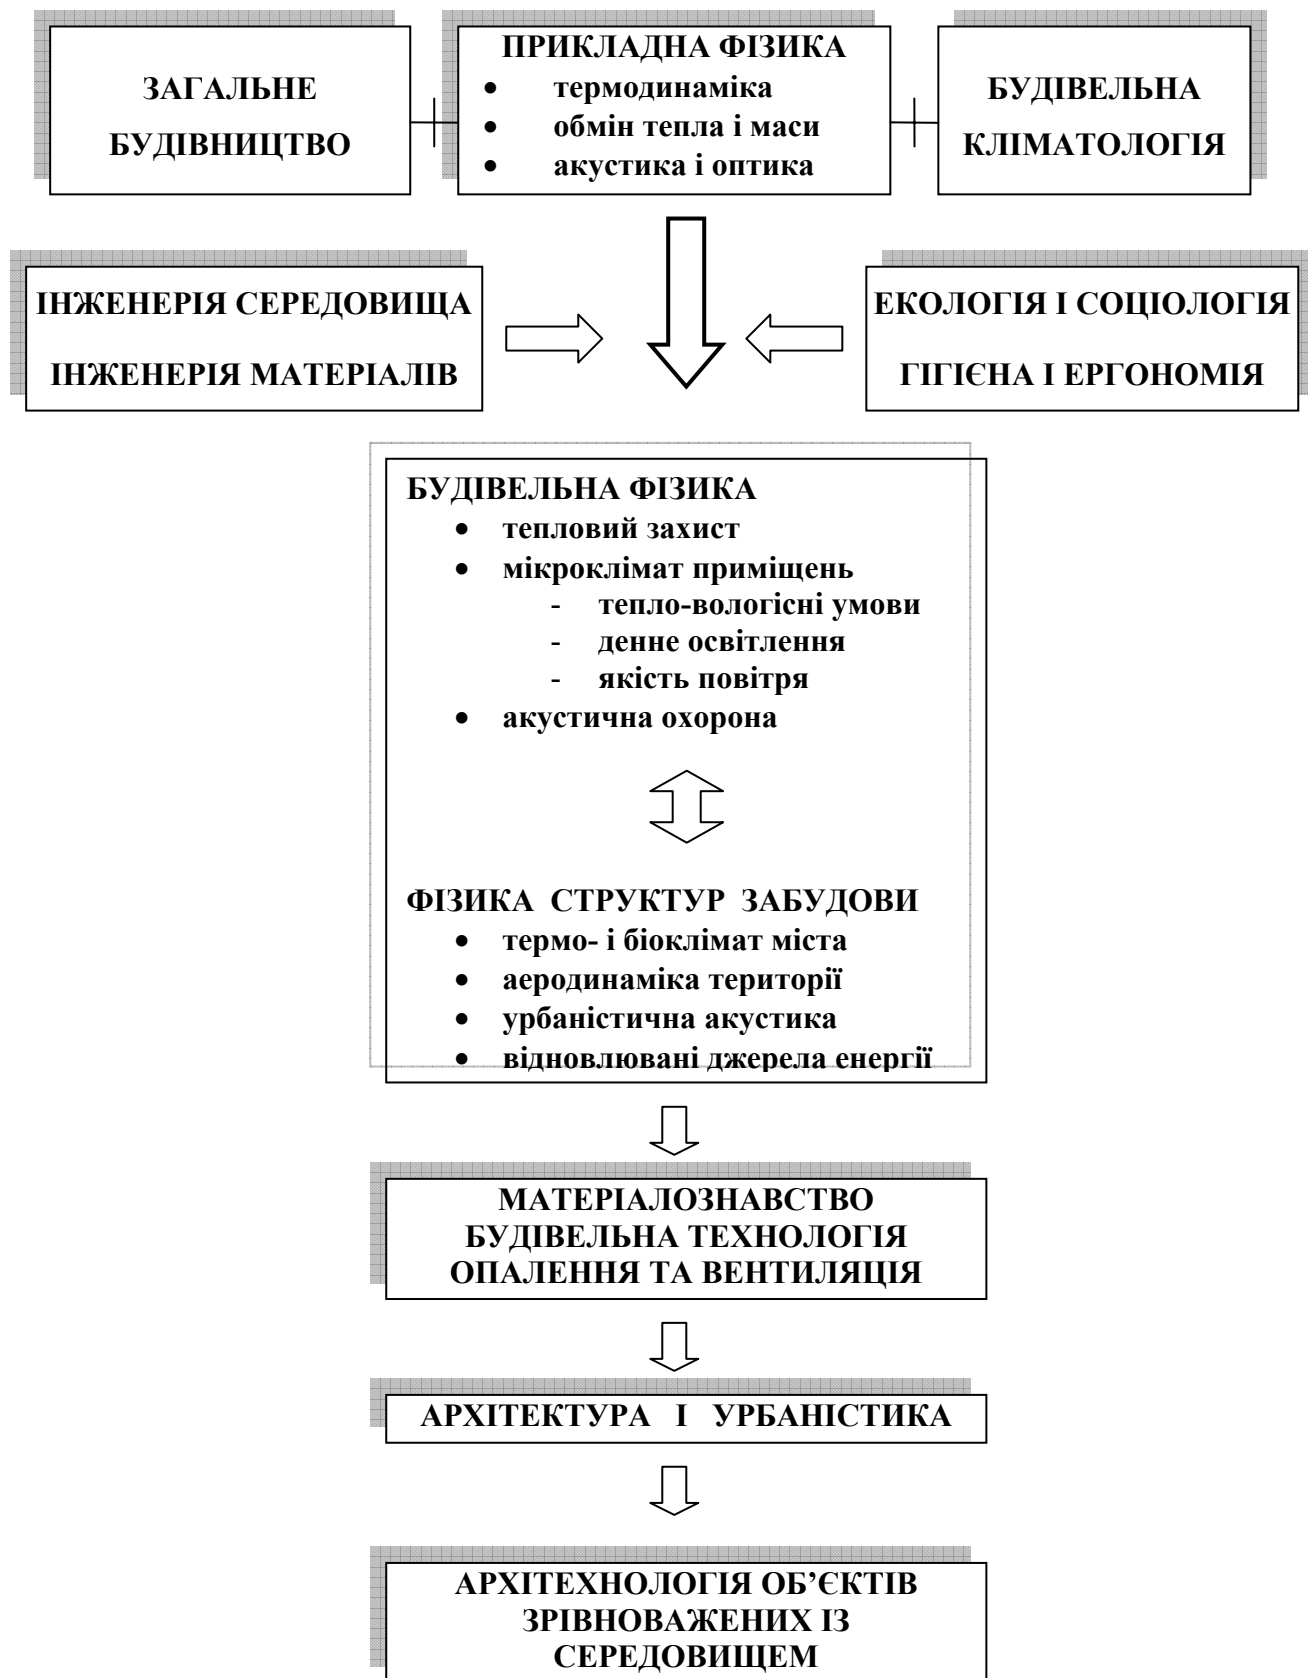 ЗАГАЛЬНЕ
БУДІВНИЦТВО
ПРИКЛАДНА ФІЗИКА
• термодинаміка
• обмін тепла і маси
• акустика і оптика
БУДІВЕЛЬНА
КЛІМАТОЛОГІЯ
ІНЖЕНЕРІЯ СЕРЕДОВИЩА
ІНЖЕНЕРІЯ МАТЕРІАЛІВ
ЕКОЛОГІЯ І СОЦІОЛОГІЯ
ГІГІЄНА І ЕРГОНОМІЯ
БУДІВЕЛЬНА ФІЗИКА
• тепловий захист
• мікроклімат приміщень
- тепло-вологісні умови
- денне освітлення
- якість повітря
• акустична охорона
ФІЗИКА СТРУКТУР ЗАБУДОВИ
• термо- і біоклімат міста
• аеродинаміка території
• урбаністична акустика
• відновлювані джерела енергії
МАТЕРІАЛОЗНАВСТВО
БУДІВЕЛЬНА ТЕХНОЛОГІЯ
ОПАЛЕННЯ ТА ВЕНТИЛЯЦІЯ
АРХІТЕКТУРА І УРБАНІСТИКА
АРХІТЕХНОЛОГІЯ ОБ’ЄКТІВ
ЗРІВНОВАЖЕНИХ ІЗ
СЕРЕДОВИЩЕМ